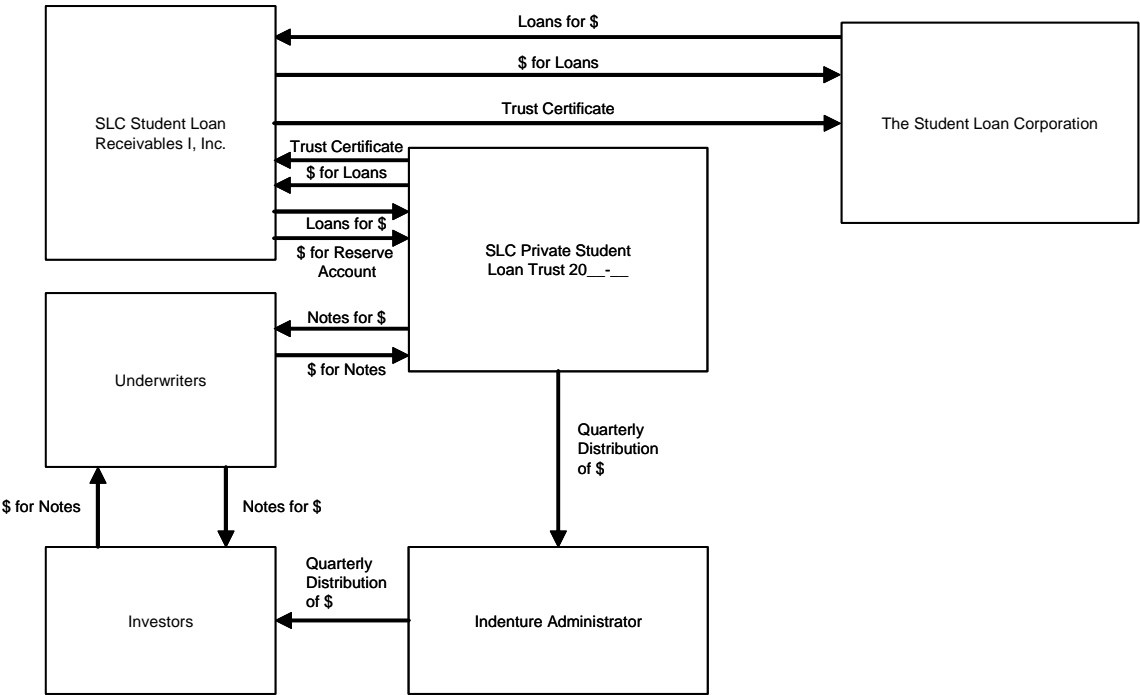 Loans for $
$ for Loans
Trust Certificate
SLC Student Loan
Receivables I, Inc.
The Student Loan Corporation
Trust Certificate
$ for Loans
Loans for $
$ for Reserve
Account
SLC Private Student
Loan Trust 20__-__
Notes for $
$ for Notes
Underwriters
Quarterly
Distribution
of $
$ for Notes
Notes for $
Quarterly
Distribution
of $
Investors
Indenture Administrator